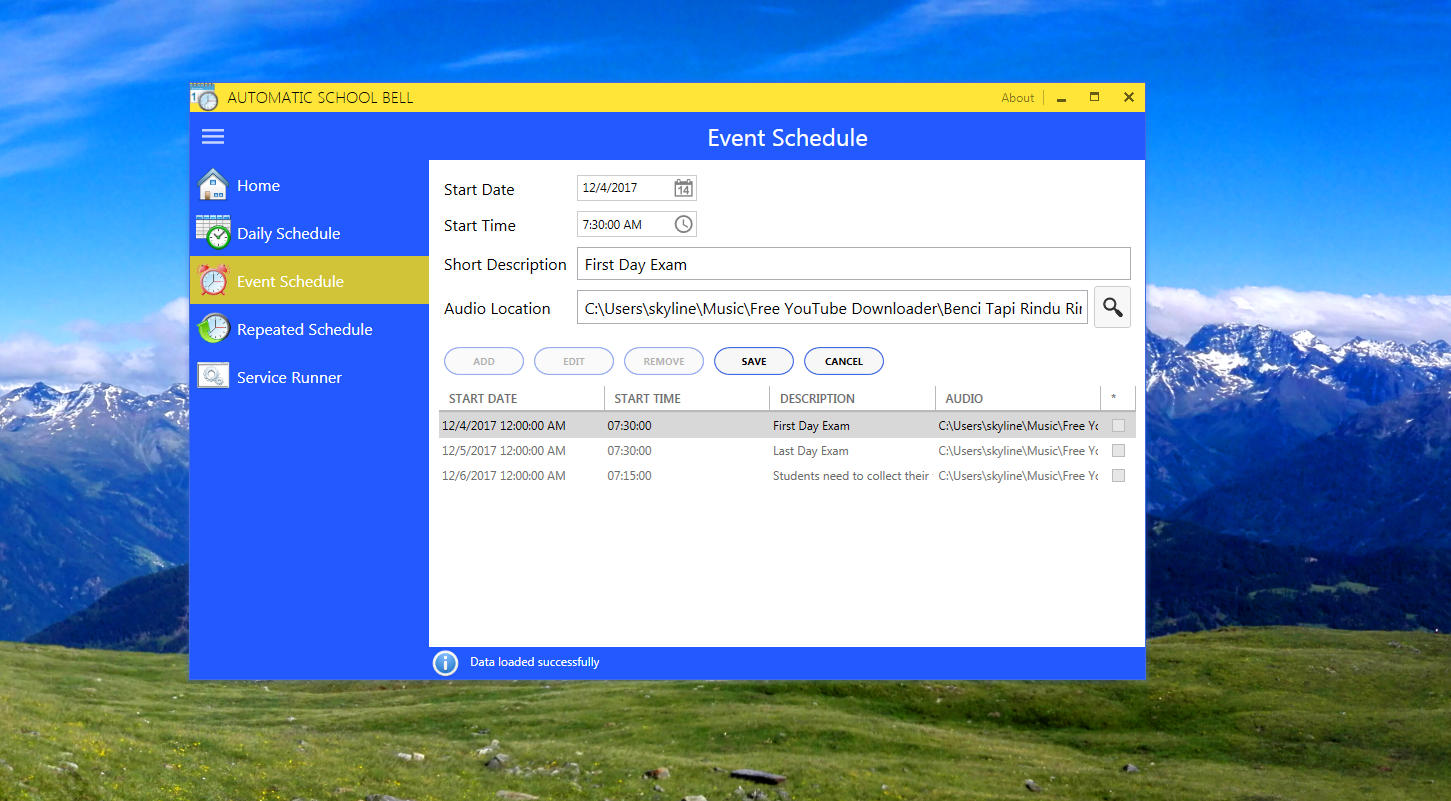 AUTOMATIC SCHOOL BELL About
Event Schedule
Home
Daily Schedule
Event Schedule
Repeated Schedule
Service Runner
Start Date 12/4/2017 14
Start Time 7:30:00 AM
Short Description First Day Exam
Audio Location C:\Users\skyline\Music\Free YouTube Downloader\Benci Tapi Rindu Rir
ADD EDIT REMOVE SAVE CANCEL
START DATE START TIME DESCRIPTION AUDIO *
12/4/2017 12:00:00 AM 07:30:00 First Day Exam C:\Users\skyline\Music\Free Yo
12/5/2017 12:00:00 AM 07:30:00 Last Day Exam C:\Users\skyline\Music\Free Yo
12/6/2017 12:00:00 AM 07:15:00 Students need to collect their C:\Users\skyline\Music\Free Yo
Data loaded successfully